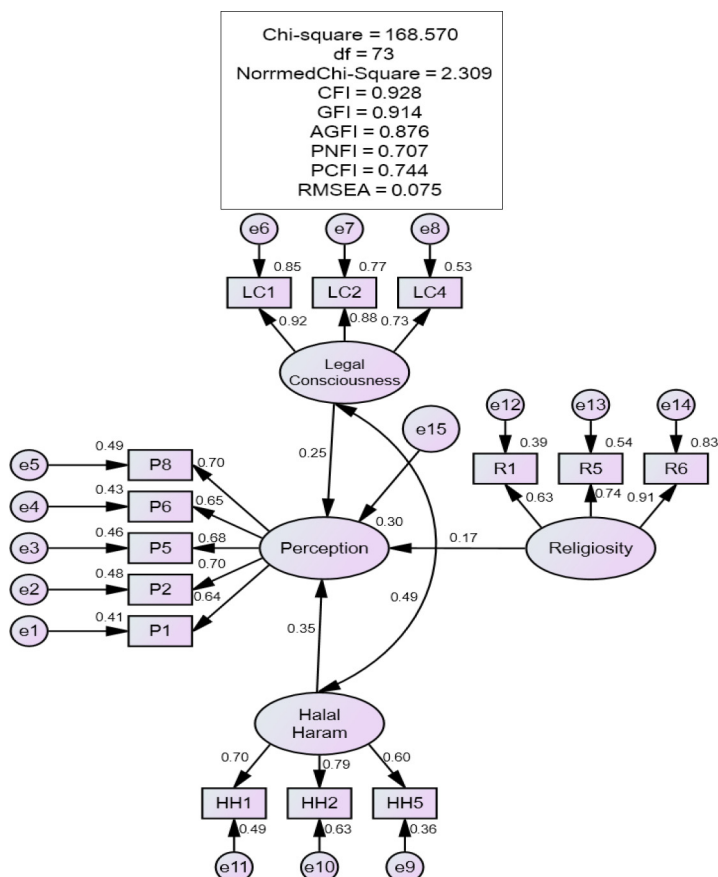 Chi-square = 168.570
df = 73
NorrmedChi-Square = 2.309
CFI = 0.928
GFI = 0.914
AGFI = 0.876
PNFI = 0.707
PCFI = 0.744
RMSEA = 0.075
e6 e7 e8
0.85 0.77 0.53
LC1 LC2 LC4
0.92 0.88 0.73
Legal
Consciousness
e12 e13 e14
e15
0.39 0.54 0.83
R1 R5 R6
0.63 0.74 0.91
Religiosity
0.25
0.30
0.17
0.49
e5 0.49 P8 0.70
e4 0.43 P6 0.65
e3 0.46 P5 0.68
e2 0.48 P2 0.70
e1 0.41 P1 0.64
Perception
0.35
Halal
Haram
0.70 0.79 0.60
HH1 HH2 HH5
0.49 0.63 0.36
e11 e10 e9